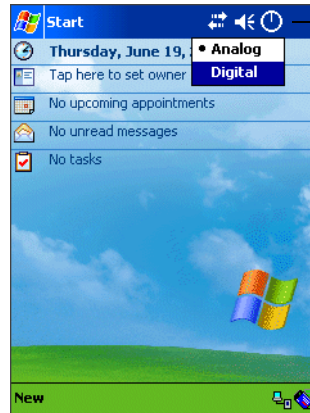 Start
• Analog
Thursday, June 19,
Digital
Tap here to set owner
No upcoming appointments
No unread messages
No tasks
New